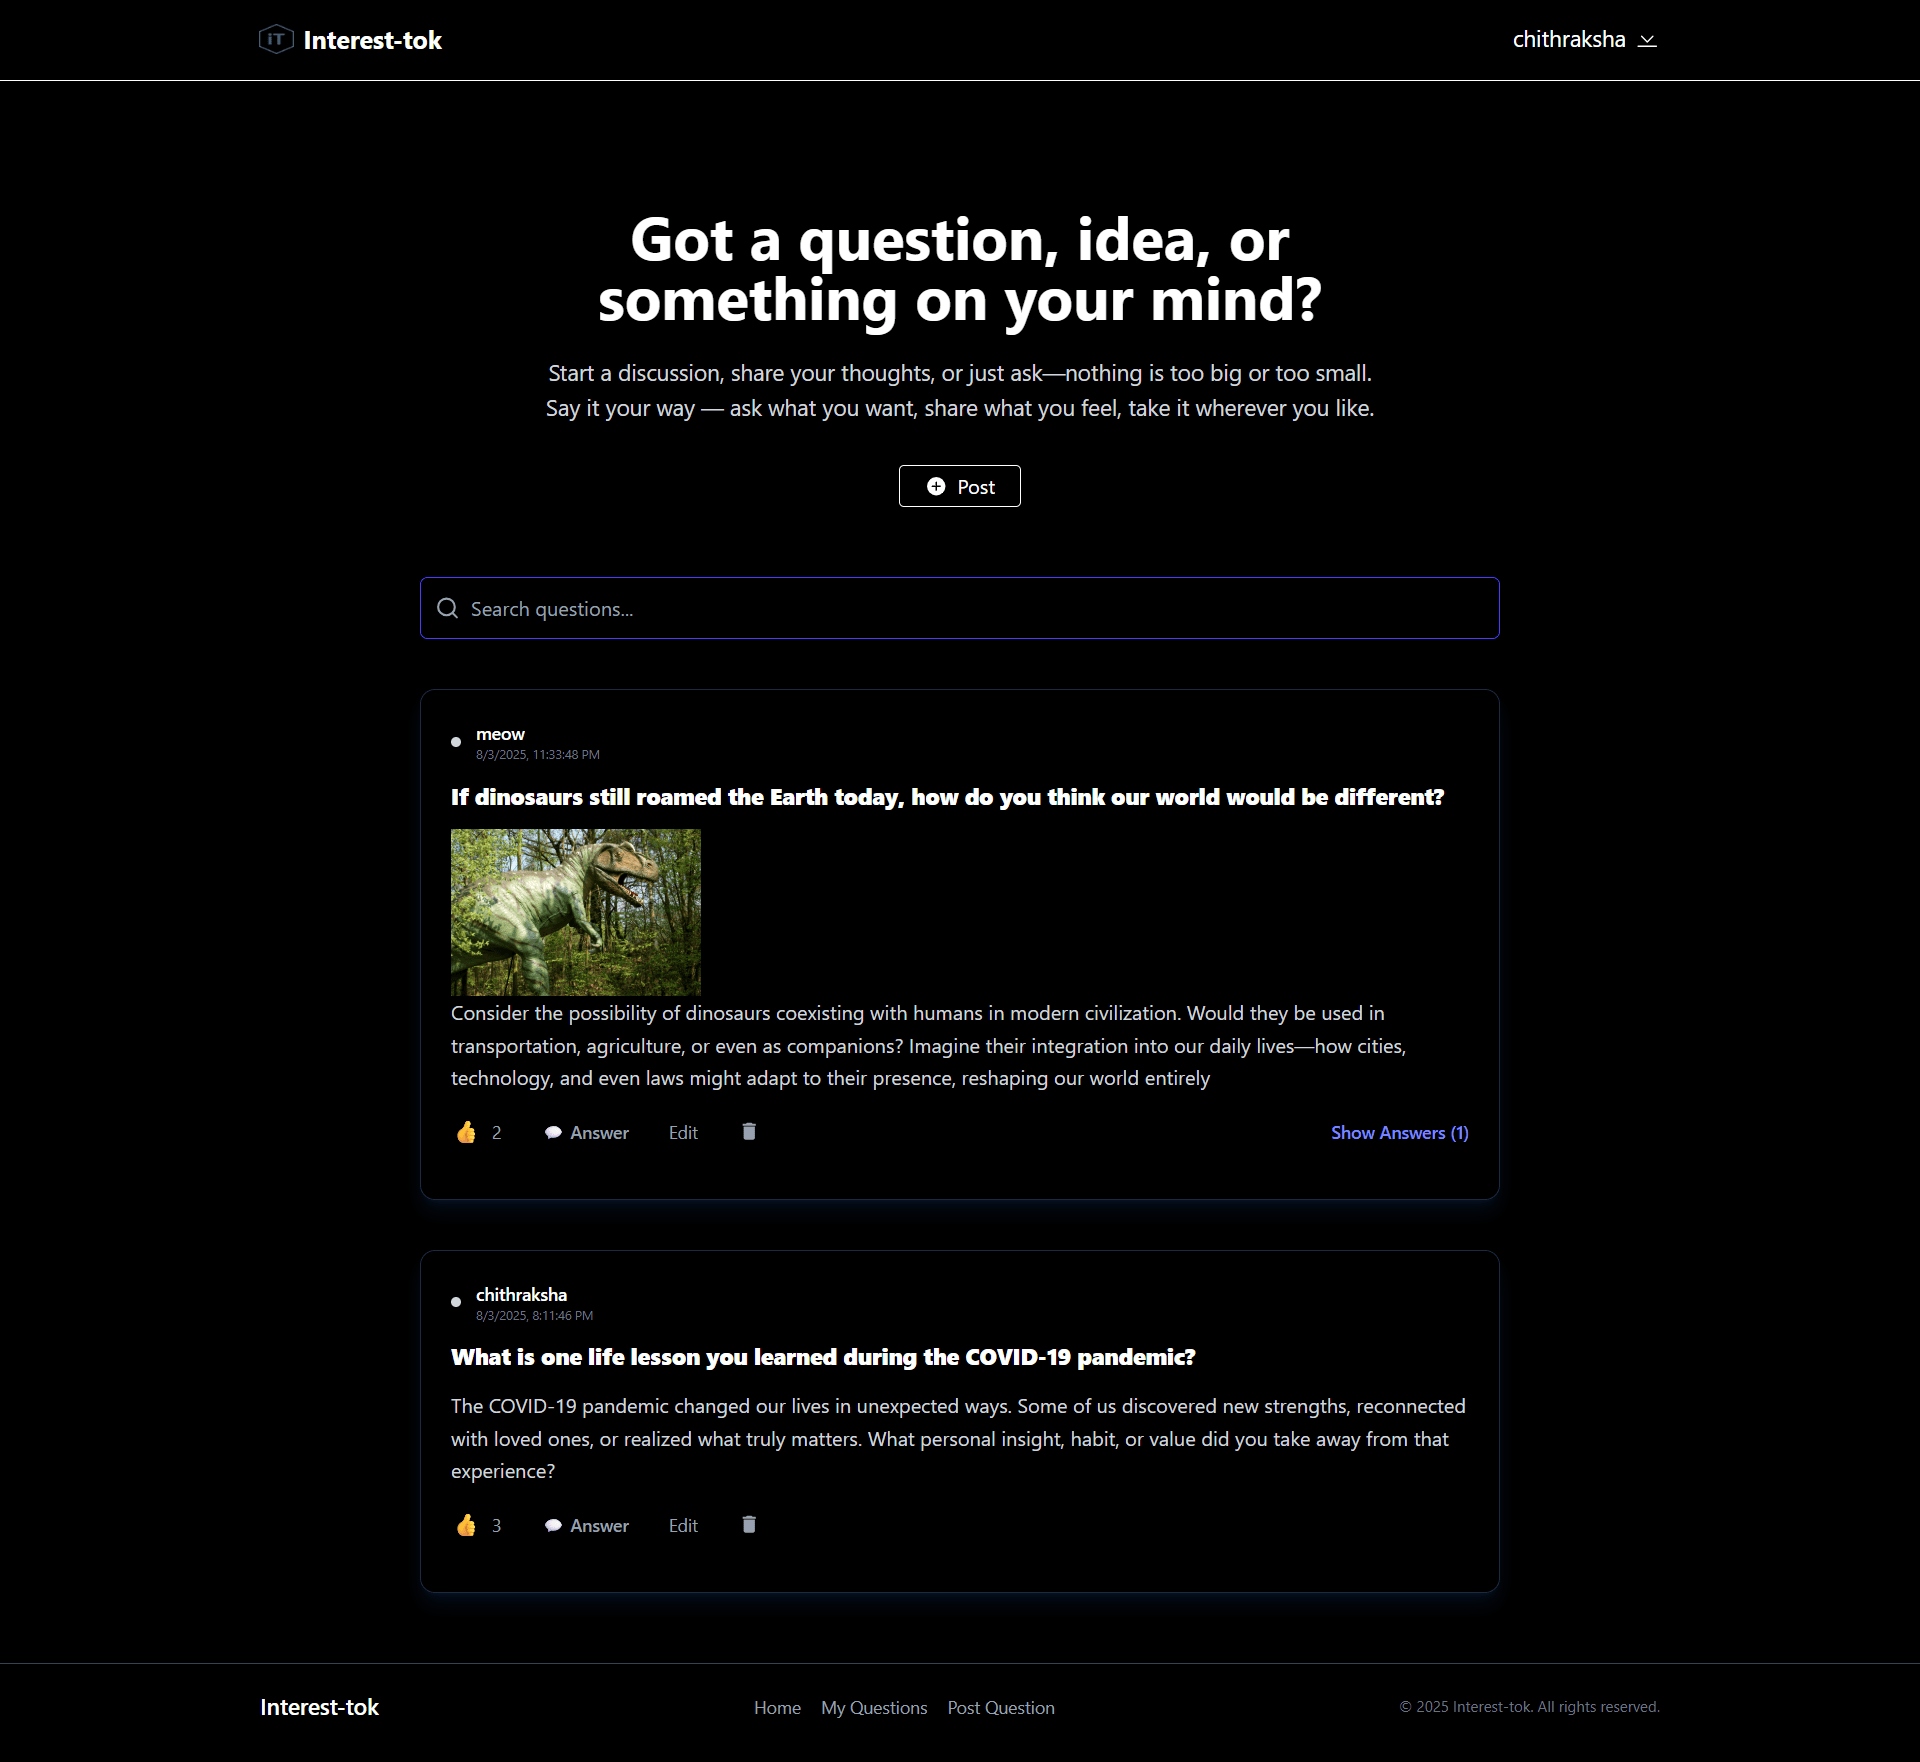 iT Interest-tok
chithraksha
Got a question, idea, or
something on your mind?
Start a discussion, share your thoughts, or just ask—nothing is too big or too small.
Say it your way — ask what you want, share what you feel, take it wherever you like.
Post
Search questions...
meow
8/3/2025, 11:33:48 PM
If dinosaurs still roamed the Earth today, how do you think our world would be different?
Consider the possibility of dinosaurs coexisting with humans in modern civilization. Would they be used in
transportation, agriculture, or even as companions? Imagine their integration into our daily lives—how cities,
technology, and even laws might adapt to their presence, reshaping our world entirely
👍 2 💬 Answer Edit Show Answers (1)
chithraksha
8/3/2025, 8:11:46 PM
What is one life lesson you learned during the COVID-19 pandemic?
The COVID-19 pandemic changed our lives in unexpected ways. Some of us discovered new strengths, reconnected
with loved ones, or realized what truly matters. What personal insight, habit, or value did you take away from that
experience?
👍 3 💬 Answer Edit
Interest-tok Home My Questions Post Question © 2025 Interest-tok. All rights reserved.